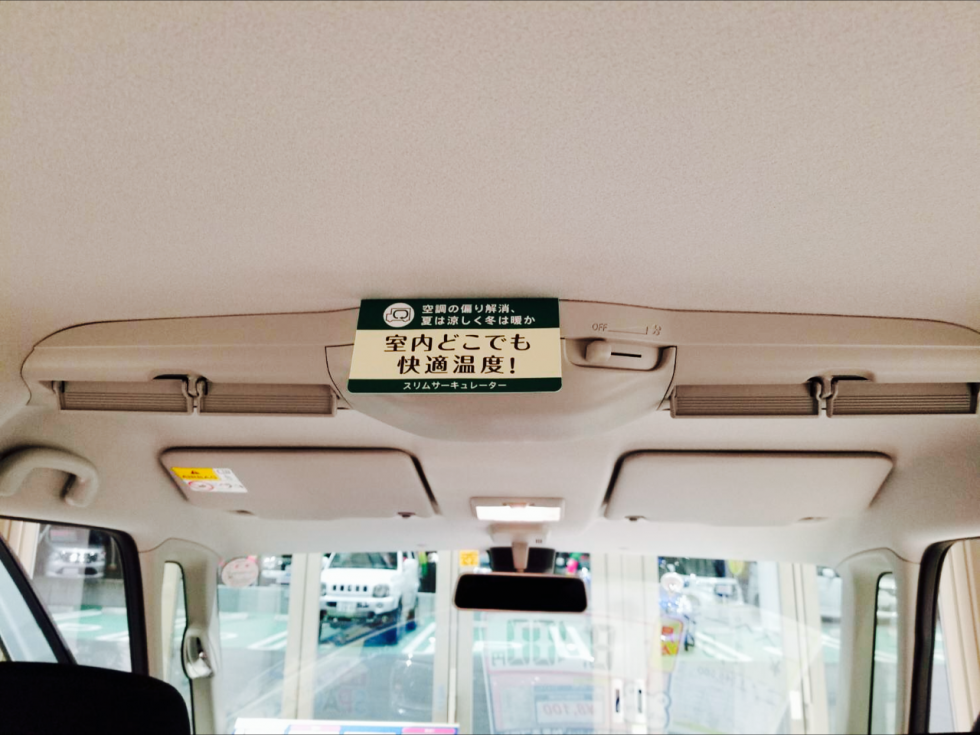 空調の偏り解消、
夏は涼しく冬は暖か
室内どこでも
快適温度!
スリムサーキュレーター
OFF